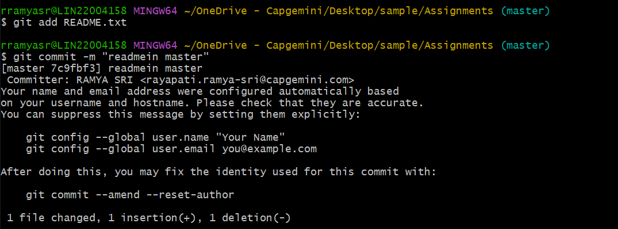 rramyasr@LIN22004158 MINGW64 ~/OneDrive - Capgemini/Desktop/sample/Assignments (master)
$ git add README.txt

rramyasr@LIN22004158 MINGW64 ~/OneDrive - Capgemini/Desktop/sample/Assignments (master)
$ git commit -m "readmein master"
[master 7c9fbf3] readmein master
 Committer: RAMYA SRI <rayapati.ramya-sri@capgemini.com>
Your name and email address were configured automatically based
on your username and hostname. Please check that they are accurate.
You can suppress this message by setting them explicitly:

    git config --global user.name "Your Name"
    git config --global user.email you@example.com

After doing this, you may fix the identity used for this commit with:

    git commit --amend --reset-author

 1 file changed, 1 insertion(+), 1 deletion(-)